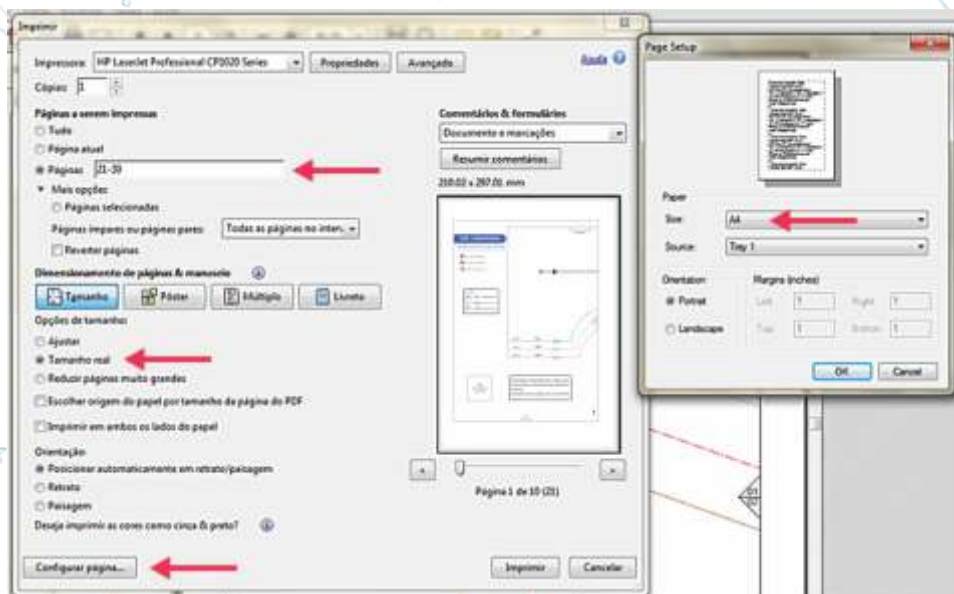 Imprimir
Impressora: HP LaserJet Professional CP1020 Series Propriedades Avançado Ajuda
Cópias: 1
Páginas a serem impressas
Tudo
Página atual
Páginas 21-30
Mais opções
Páginas selecionadas
Páginas ímpares ou páginas pares: Todas as páginas no interv.
Reverter páginas
Dimensionamento de páginas & manuseio
Tamanho Pôster Múltiplo Livreto
Opções de tamanho:
Ajustar
Tamanho real
Reduzir páginas muito grandes
Escolher origem do papel por tamanho da página do PDF
Imprimir em ambos os lados do papel
Orientação:
Posicionar automaticamente em retrato/paisagem
Retrato
Paisagem
Deseja imprimir as cores como cinza & preto?
Configurar página...
Comentários & formulários
Documento e marcações
Resumir comentários
210.02 x 297.01 mm
Página 1 de 10 (21)
Imprimir Cancelar
Page Setup
Paper
Size: A4
Source: Tray 1
Orientation
Portrait
Landscape
Margins (inches)
Left: 1 Right: 1
Top: 1 Bottom: 1
OK Cancel